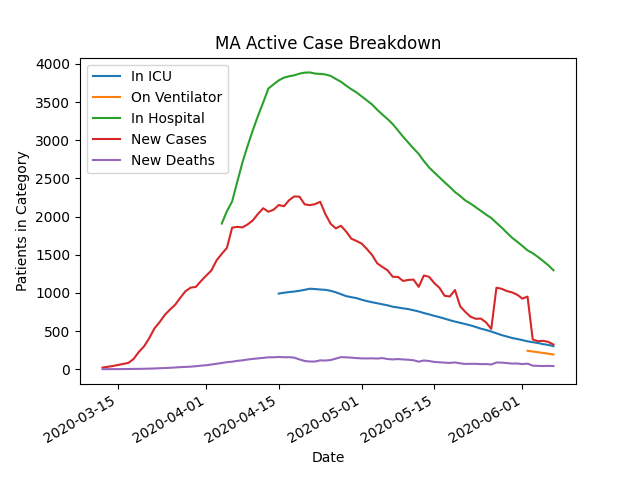 MA Active Case Breakdown
Patients in Category
4000
3500
3000
2500
2000
1500
1000
500
0
In ICU
On Ventilator
In Hospital
New Cases
New Deaths
2020-03-15
2020-04-01
2020-04-15
2020-05-01
2020-05-15
2020-06-01
Date